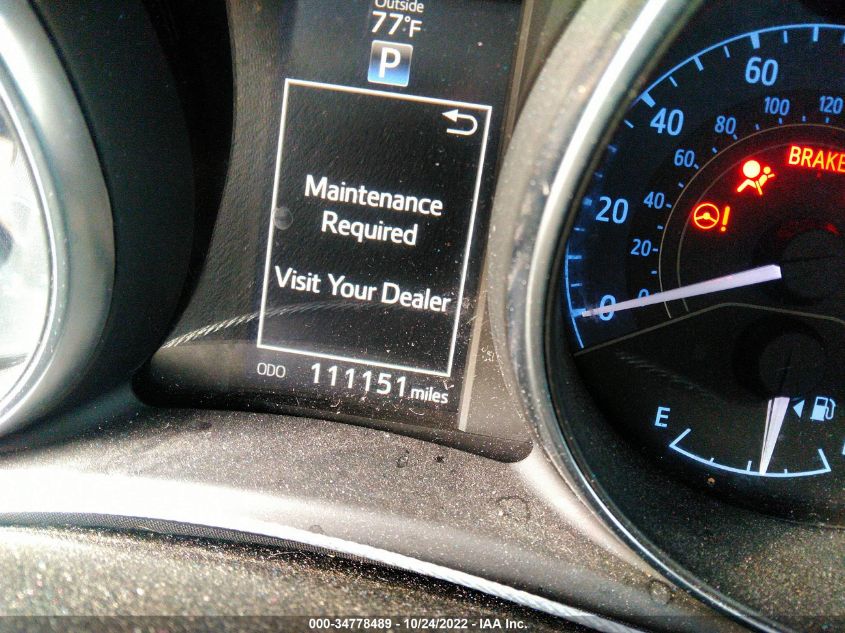 Outside
77°F
P
Maintenance
Required
Visit Your Dealer
ODO 111151 miles
0
20
40
60
0
20
40
60
80
100
120
BRAKE
!
E
000-34778489 - 10/24/2022 - IAA Inc.